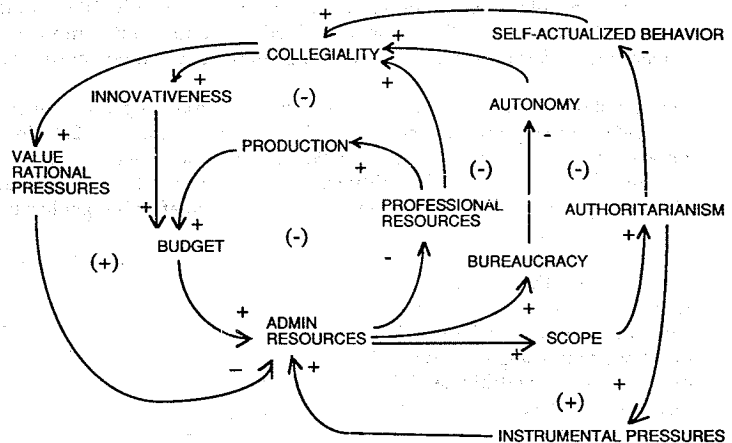 +
+
SELF-ACTUALIZED BEHAVIOR
COLLEGIALITY
-
+
+
INNOVATIVENESS
(-)
AUTONOMY
+
PRODUCTION
-
VALUE
RATIONAL
PRESSURES
+
(-)
(-)
PROFESSIONAL
RESOURCES
AUTHORITARIANISM
+
+
(-)
+
BUDGET
(+)
-
BUREAUCRACY
+
+
ADMIN
RESOURCES
SCOPE
+
-
+
+
(+)
INSTRUMENTAL PRESSURES